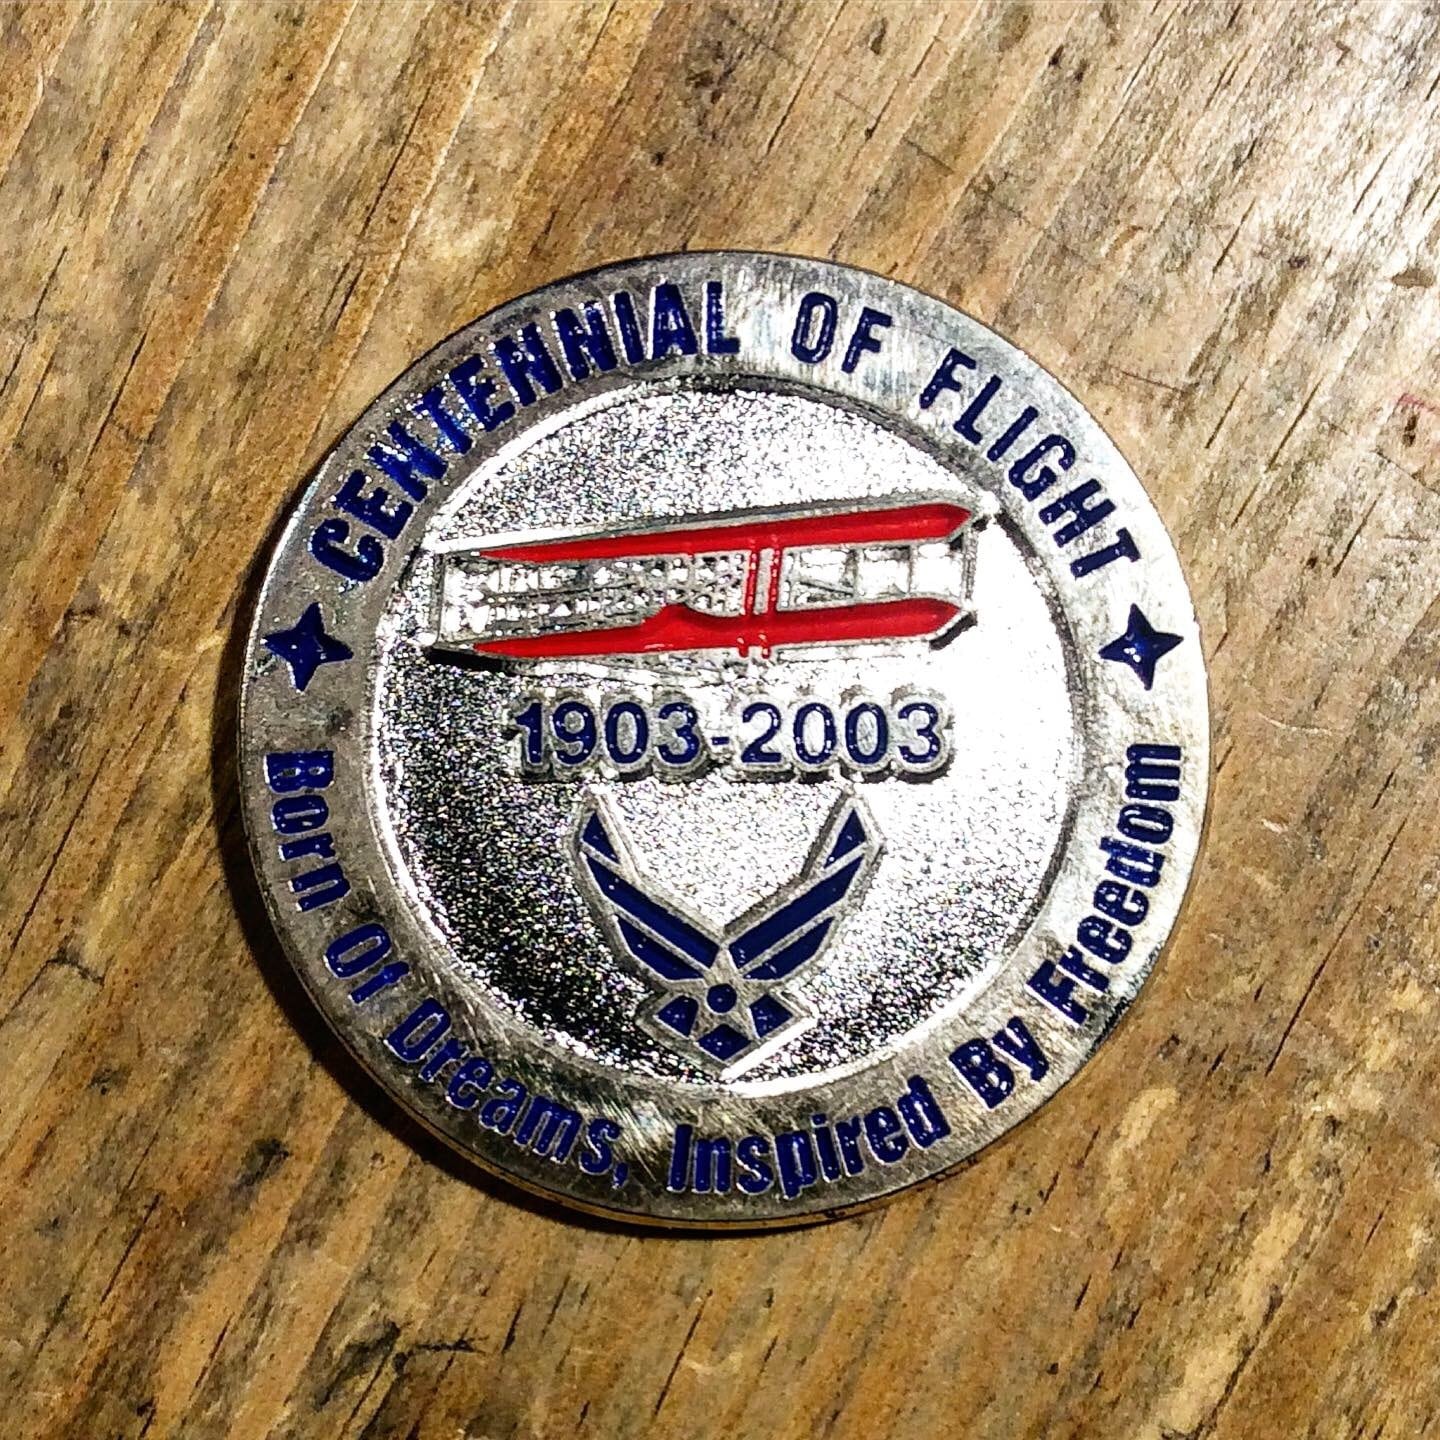 CENTENNIAL OF FLIGHT
1903-2003
Born Of Dreams, Inspired By Freedom